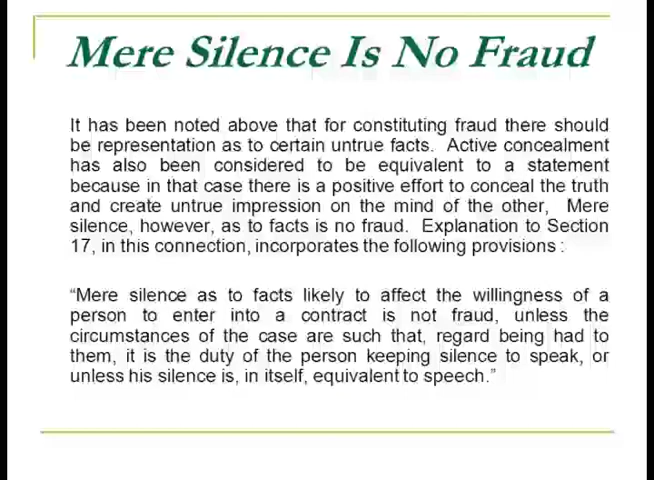 Mere Silence Is No Fraud
It has been noted above that for constituting fraud there should
be representation as to certain untrue facts. Active concealment
has also been considered to be equivalent to a statement
because in that case there is a positive effort to conceal the truth
and create untrue impression on the mind of the other, Mere
silence, however, as to facts is no fraud. Explanation to Section
17, in this connection, incorporates the following provisions :
“Mere silence as to facts likely to affect the willingness of a
person to enter into a contract is not fraud, unless the
circumstances of the case are such that, regard being had to
them, it is the duty of the person keeping silence to speak, or
unless his silence is, in itself, equivalent to speech.”